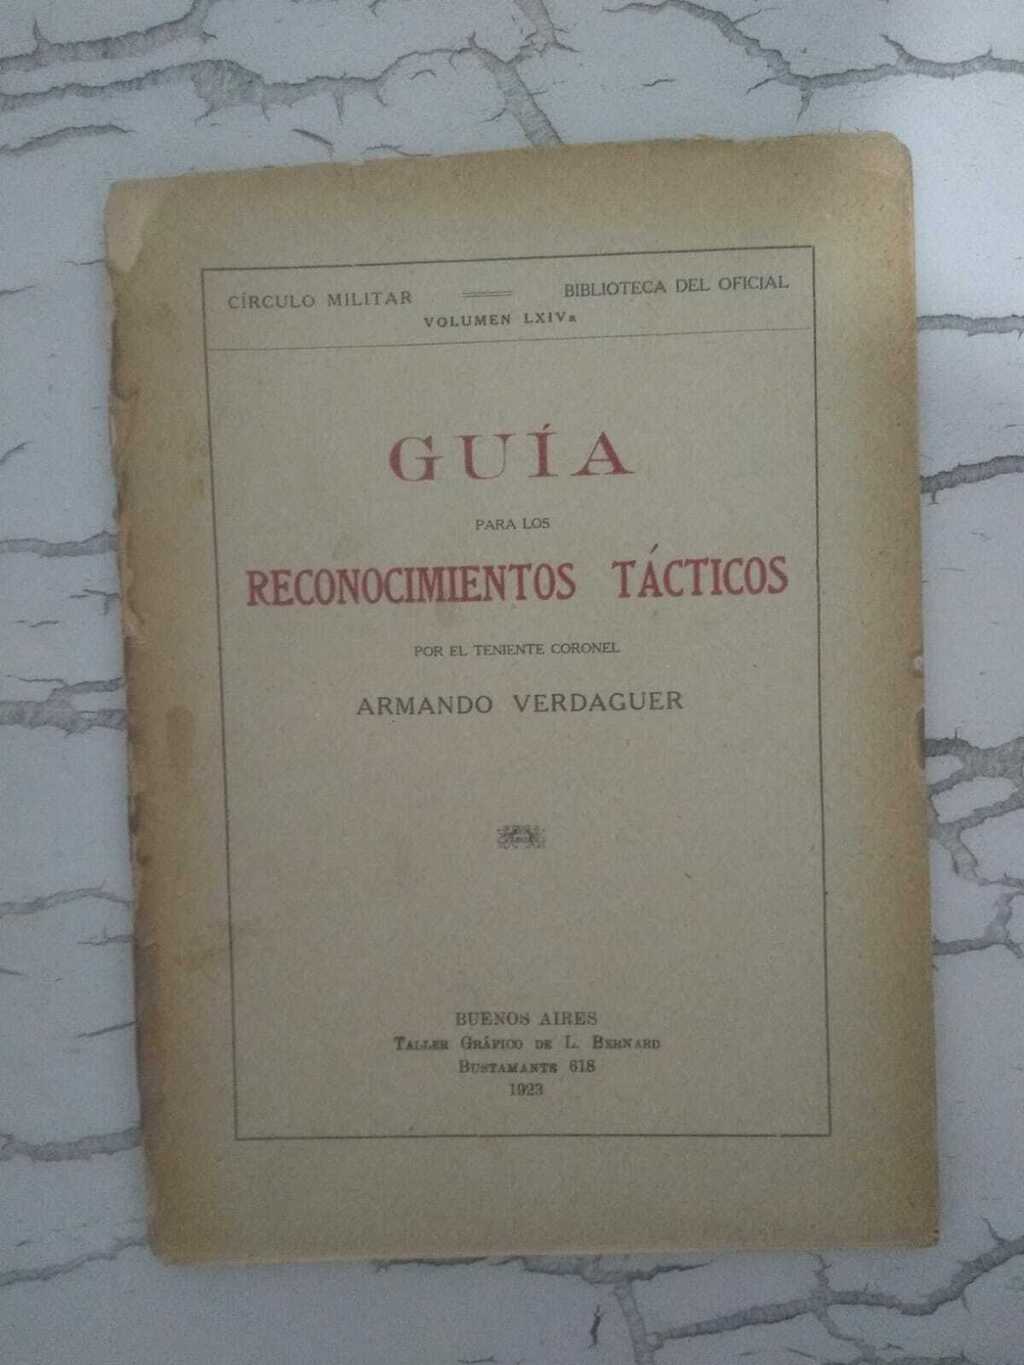 CÍRCULO MILITAR BIBLIOTECA DEL OFICIAL
VOLUMEN LXIVa
GUÍA
PARA LOS
RECONOCIMIENTOS TÁCTICOS
POR EL TENIENTE CORONEL
ARMANDO VERDAGUER
BUENOS AIRES
TALLER GRÁFICO DE L. BERNARD
BUSTAMANTE 618
1923